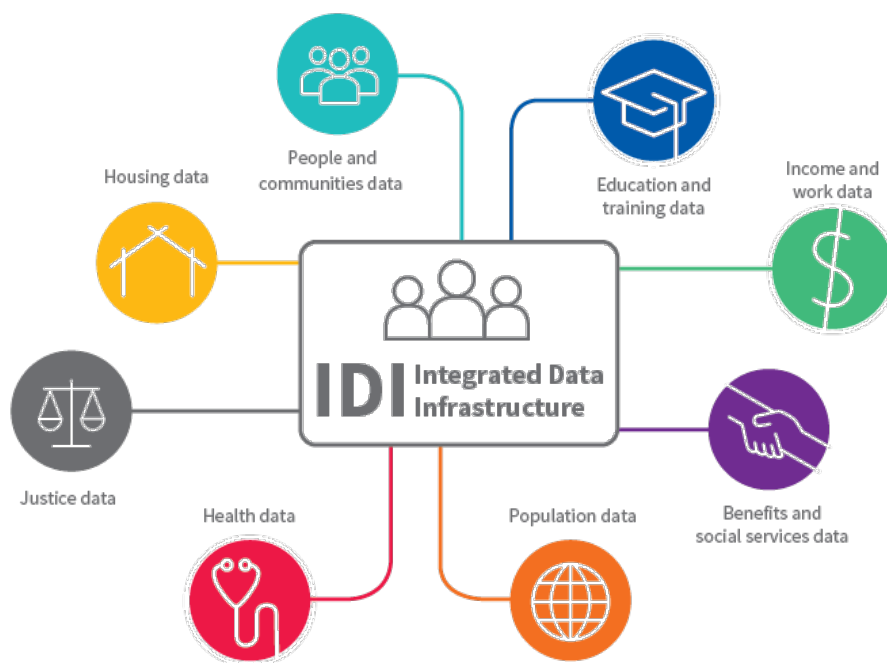 People and
communities data
Education and
training data
Housing data
Income and
work data
IDI Integrated Data
Infrastructure
Justice data
Health data
Population data
Benefits and
social services data